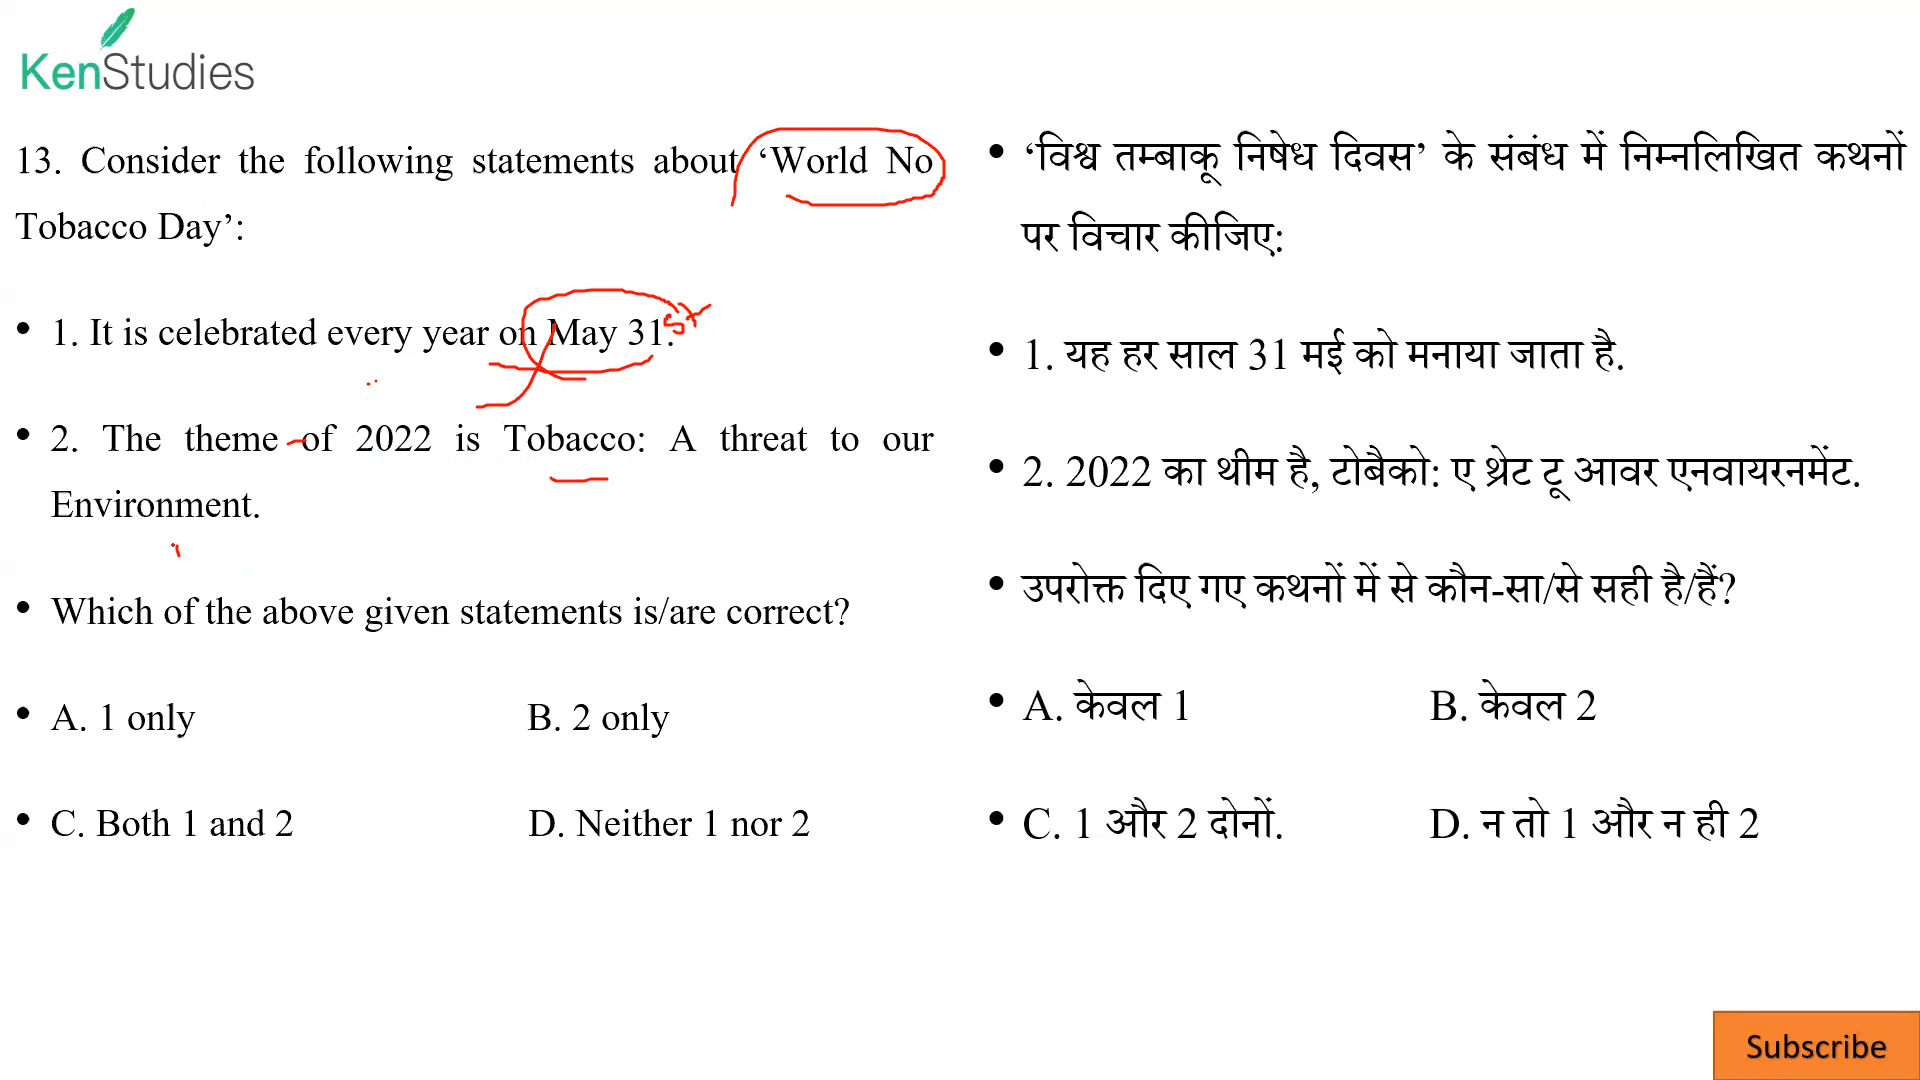 KenStudies
13. Consider the following statements about ‘World No
Tobacco Day’:
• 1. It is celebrated every year on May 31.st
• 2. The theme of 2022 is Tobacco: A threat to our
Environment.
• Which of the above given statements is/are correct?
• A. 1 only B. 2 only
• C. Both 1 and 2 D. Neither 1 nor 2
• ‘विश्व तम्बाकू निषेध दिवस’ के संबंध में निम्नलिखित कथनों
पर विचार कीजिए:
• 1. यह हर साल 31 मई को मनाया जाता है.
• 2. 2022 का थीम है, टोबैको: ए थ्रेट टू आवर एनवायरनमेंट.
• उपरोक्त दिए गए कथनों में से कौन-सा/से सही है/हैं?
• A. केवल 1 B. केवल 2
• C. 1 और 2 दोनों. D. न तो 1 और न ही 2
Subscribe